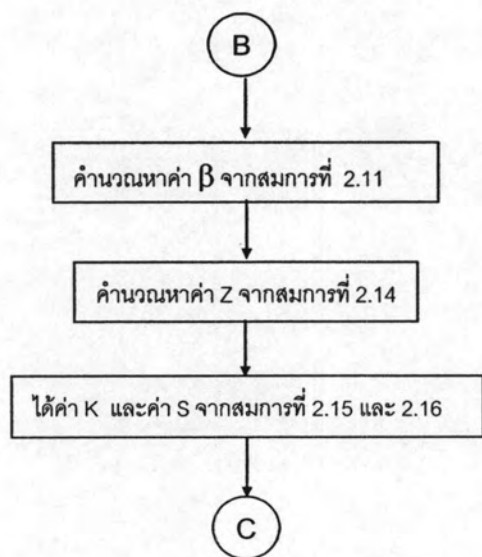 B
คำนวณหาค่า β จากสมการที่ 2.11
คำนวณหาค่า Z จากสมการที่ 2.14
ได้ค่า K และค่า S จากสมการที่ 2.15 และ 2.16
C